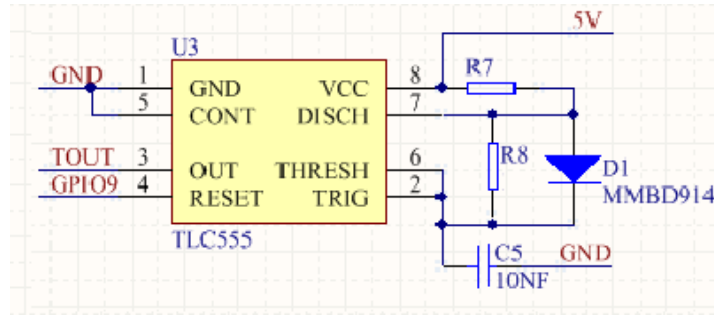 5V
U3
R7
GND 1 GND VCC 8
5 CONT DISCH 7
TOUT 3 OUT THRESH 6
R8
D1
GPIO9 4 RESET TRIG 2
MMBD914
TLC555
C5 GND
10NF